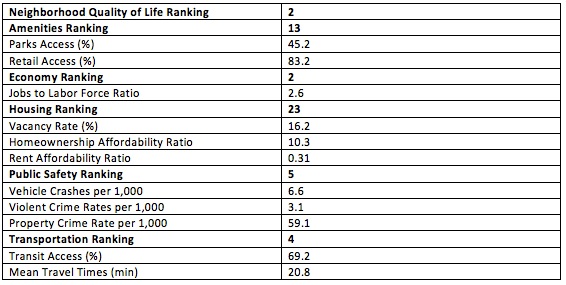 Neighborhood Quality of Life Ranking 2
Amenities Ranking 13
Parks Access (%) 45.2
Retail Access (%) 83.2
Economy Ranking 2
Jobs to Labor Force Ratio 2.6
Housing Ranking 23
Vacancy Rate (%) 16.2
Homeownership Affordability Ratio 10.3
Rent Affordability Ratio 0.31
Public Safety Ranking 5
Vehicle Crashes per 1,000 6.6
Violent Crime Rates per 1,000 3.1
Property Crime Rate per 1,000 59.1
Transportation Ranking 4
Transit Access (%) 69.2
Mean Travel Times (min) 20.8